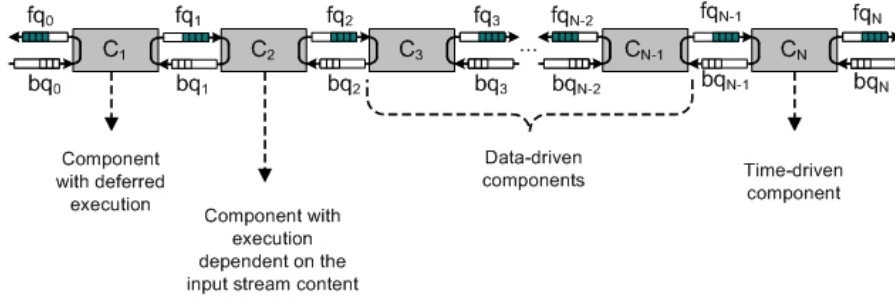 fq0 fq1 fq2 fq3 fqN-2 fqN-1 fqN
C1 C2 C3 ... CN-1 CN
bq0 bq1 bq2 bq3 bqN-2 bqN-1 bqN
Component
with deferred
execution
Component with
execution
dependent on the
input stream content
Data-driven
components
Time-driven
component